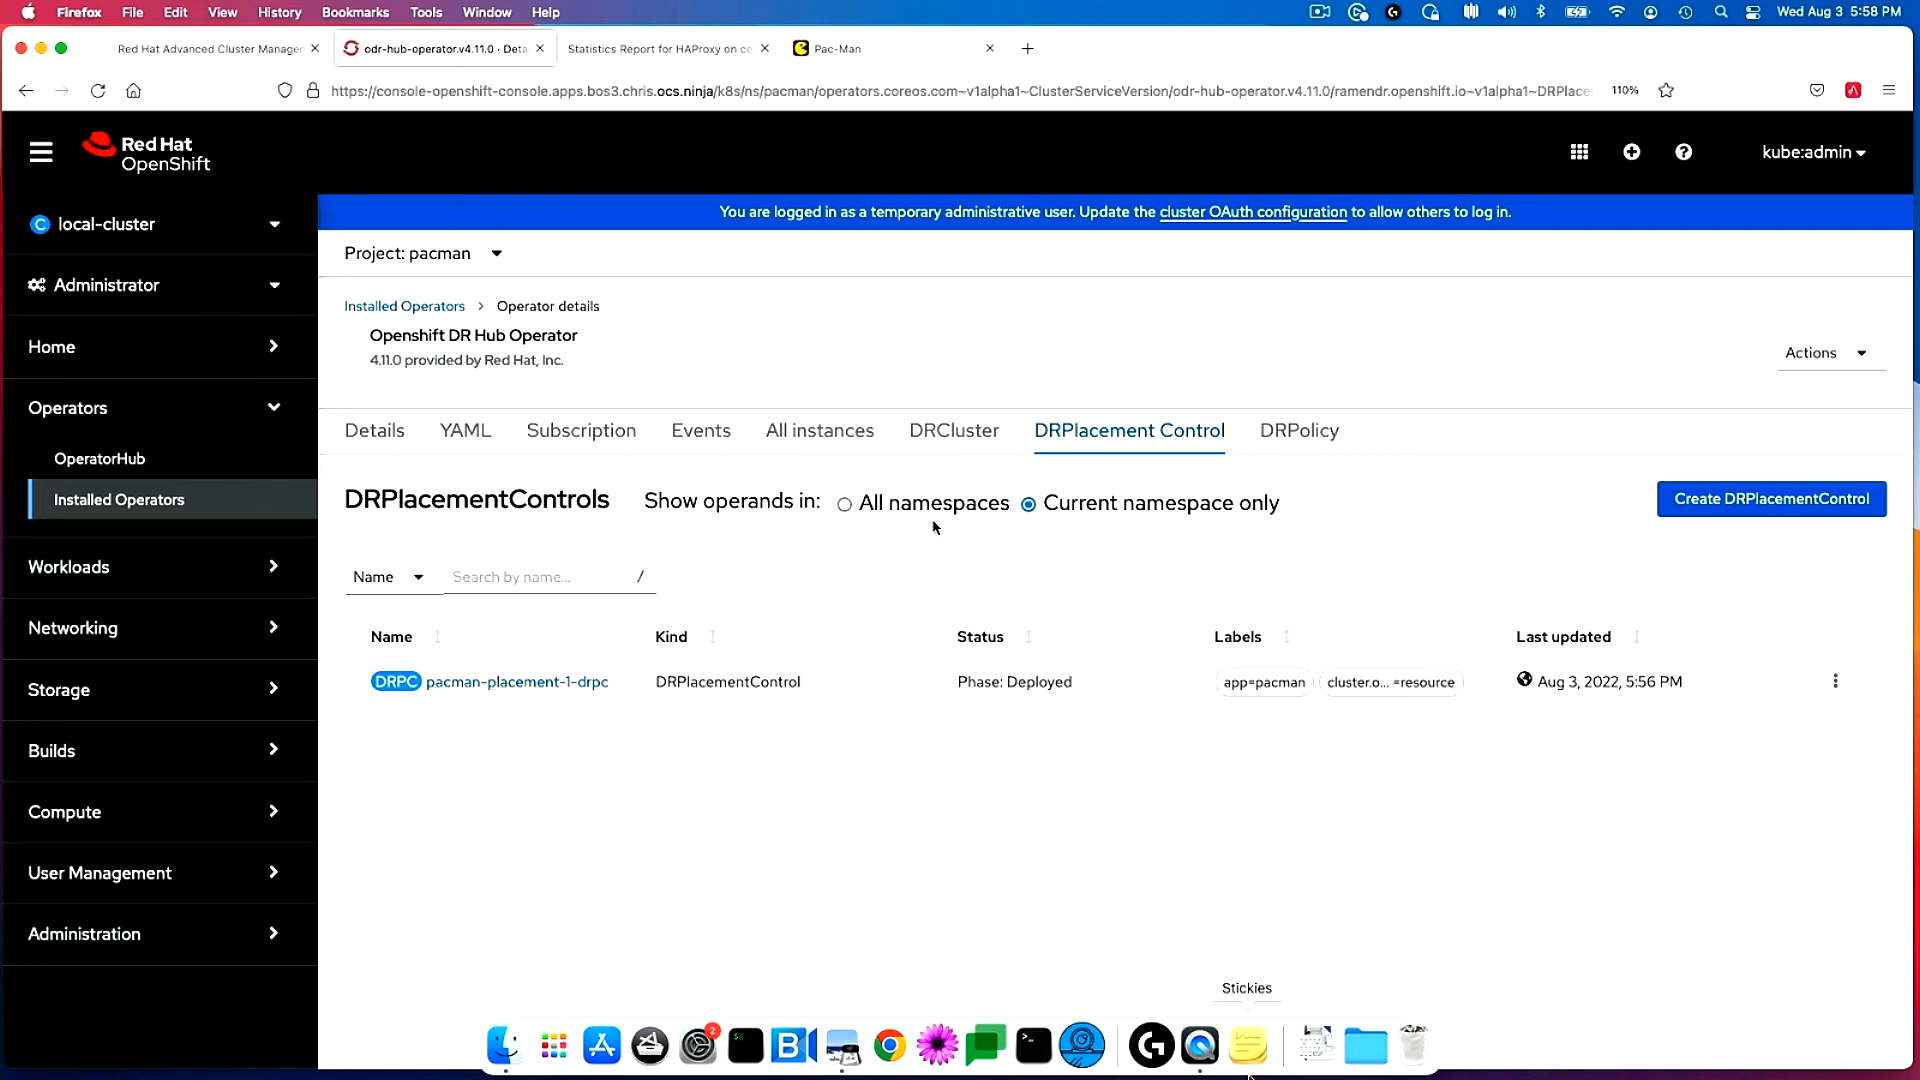 Firefox File Edit View History Bookmarks Tools Window Help Wed Aug 3 5:58 PM
Red Hat Advanced Cluster Manage
odr-hub-operator.v4.11.0 · Deta
Statistics Report for HAProxy on ce
Pac-Man
https://console-openshift-console.apps.bos3.chris.ocs.ninja/k8s/ns/pacman/operators.coreos.com~v1alpha1~ClusterServiceVersion/odr-hub-operator.v4.11.0/ramendr.openshift.io~v1alpha1~DRPlace 110%
Red Hat
OpenShift
kube:admin
local-cluster
You are logged in as a temporary administrative user. Update the cluster OAuth configuration to allow others to log in.
Project: pacman
Administrator
Home
Operators
OperatorHub
Installed Operators
Workloads
Networking
Storage
Builds
Compute
User Management
Administration
Installed Operators > Operator details
Openshift DR Hub Operator
4.11.0 provided by Red Hat, Inc.
Actions
Details YAML Subscription Events All instances DRCluster DRPlacement Control DRPolicy
DRPlacementControls Show operands in: All namespaces Current namespace only
Create DRPlacementControl
Name Search by name... /
Name Kind Status Labels Last updated
DRPC pacman-placement-1-drpc DRPlacementControl Phase: Deployed app=pacman cluster.o... =resource Aug 3, 2022, 5:56 PM
Stickies
2